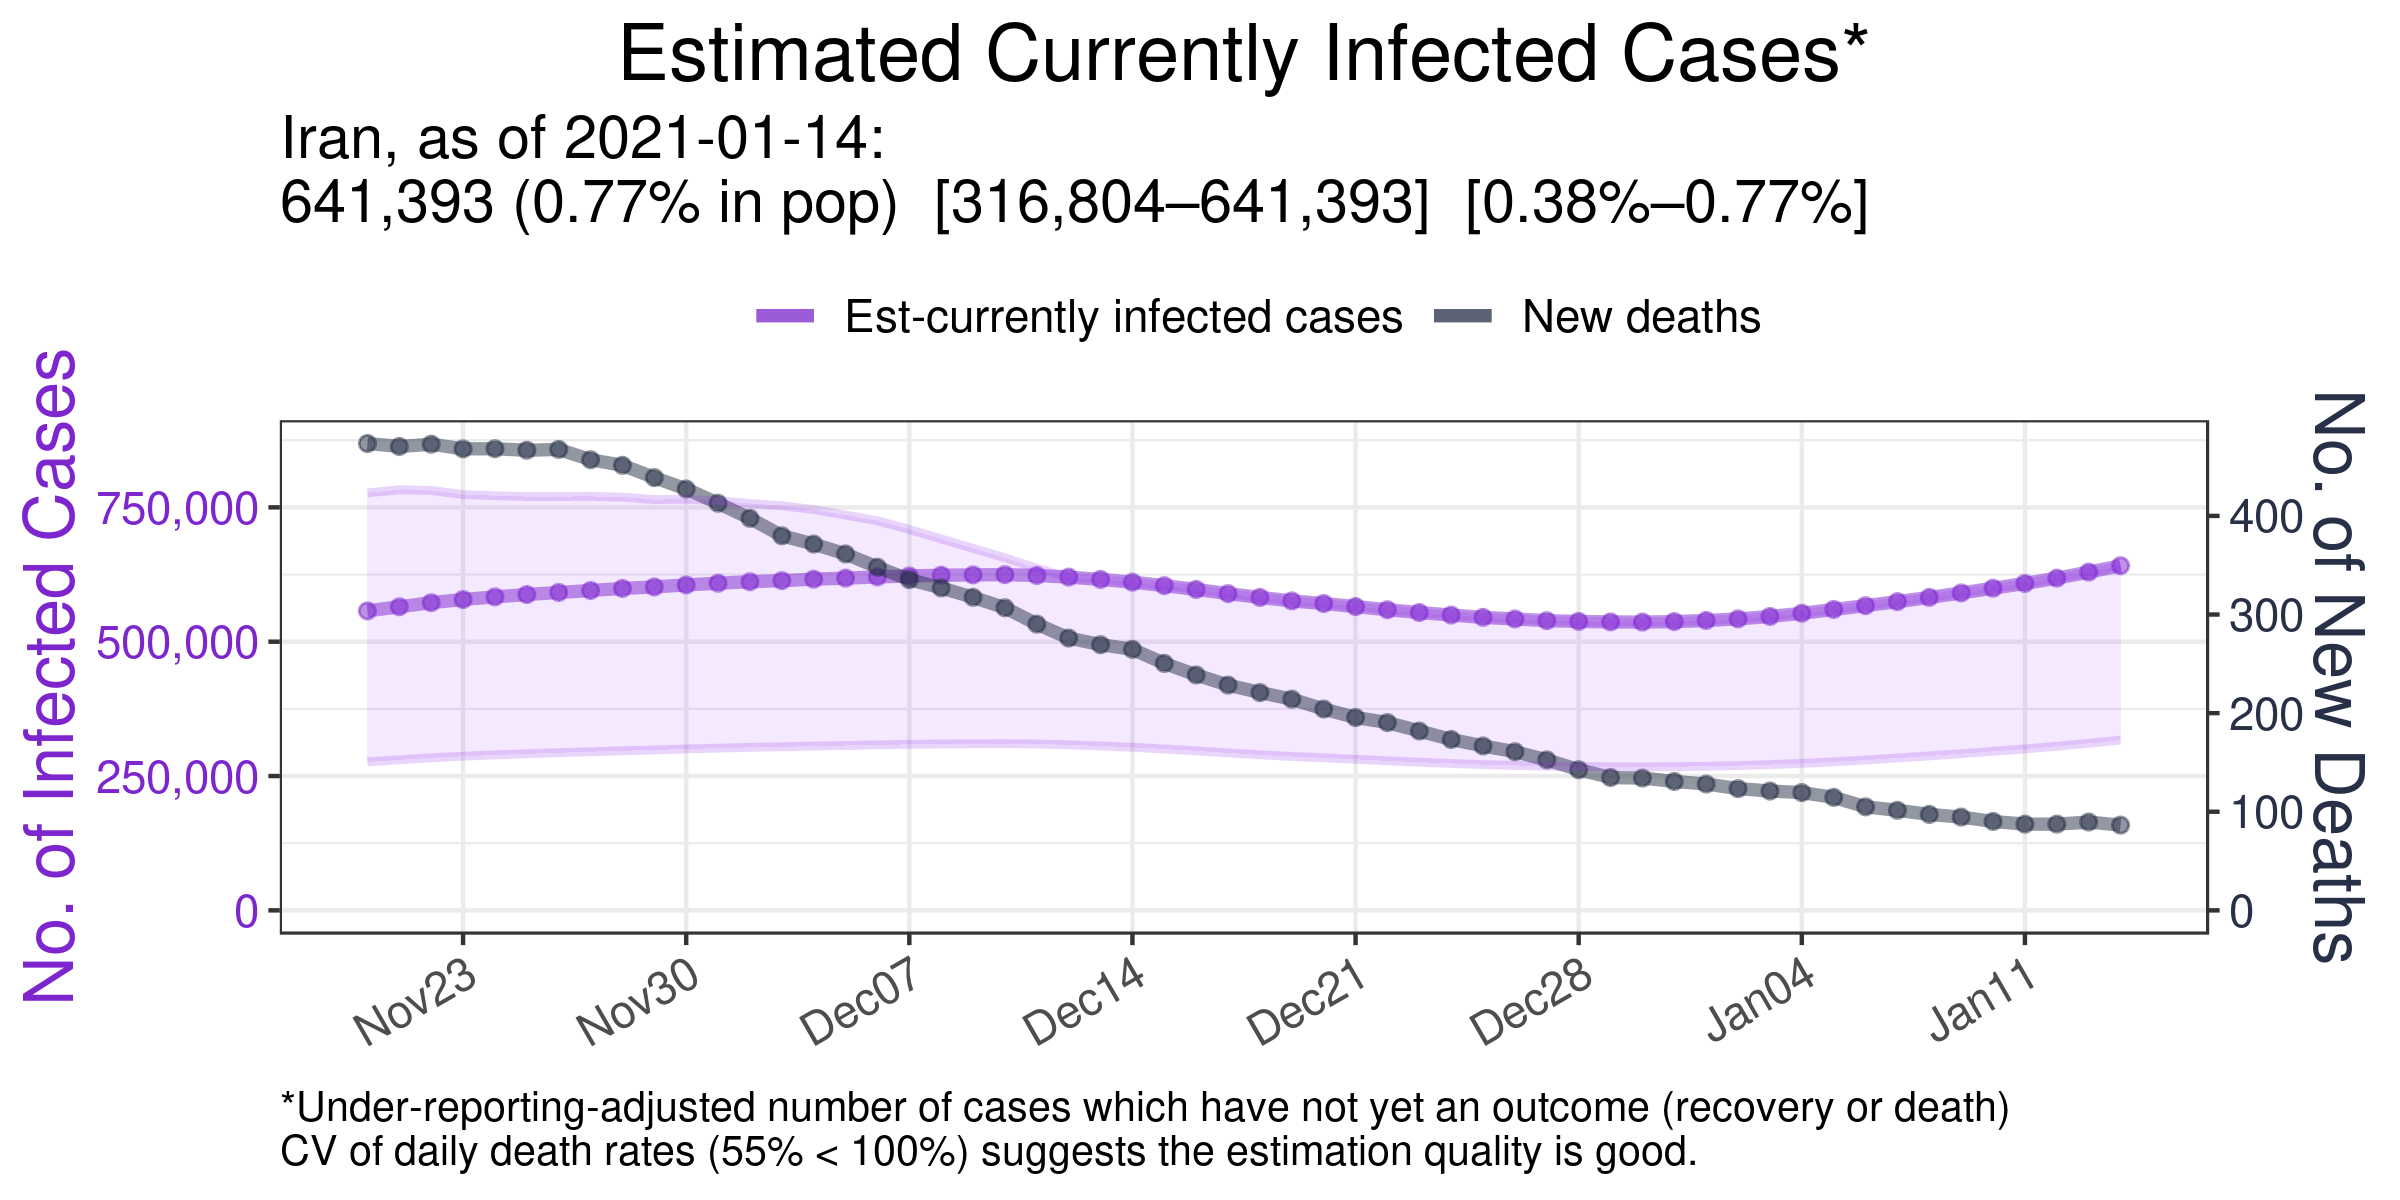 Estimated Currently Infected Cases*
Iran, as of 2021-01-14:
641,393 (0.77% in pop)  [316,804–641,393]  [0.38%–0.77%]
Est-currently infected cases
New deaths
No. of Infected Cases
750,000
500,000
250,000
0
No. of New Deaths
400
300
200
100
0
Nov23
Nov30
Dec07
Dec14
Dec21
Dec28
Jan04
Jan11
*Under-reporting-adjusted number of cases which have not yet an outcome (recovery or death)
CV of daily death rates (55% < 100%) suggests the estimation quality is good.